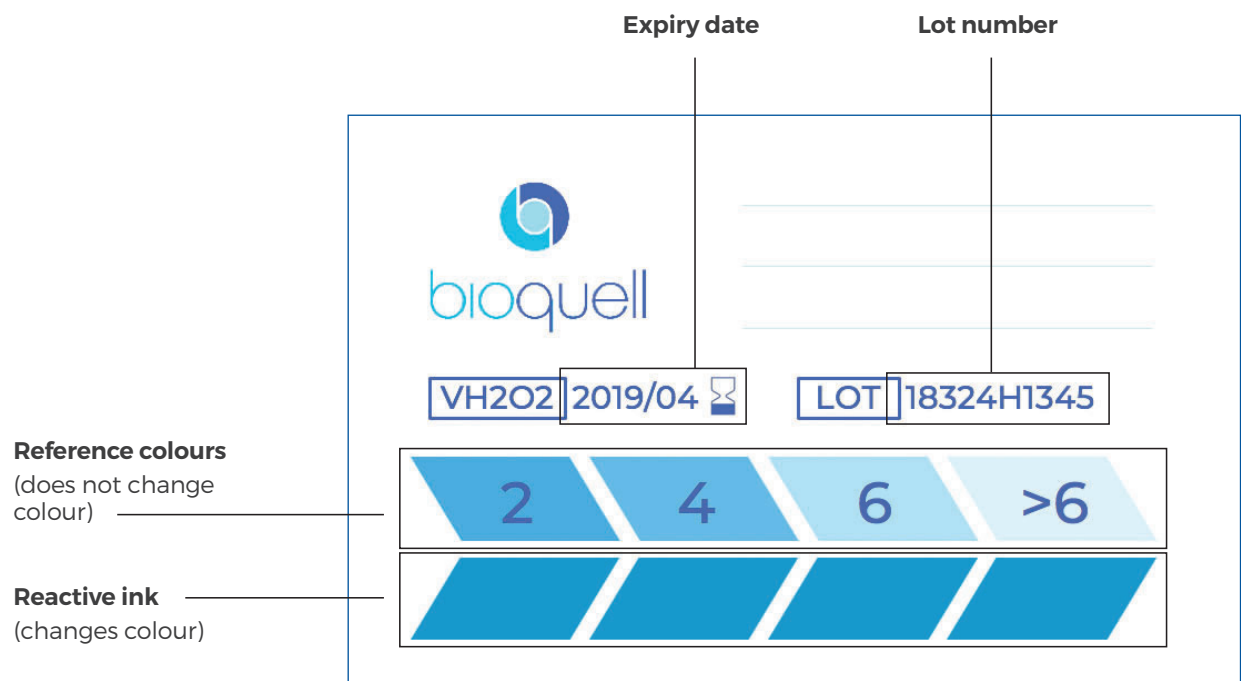 Expiry date
Lot number
bioquell
VH2O2 2019/04
LOT 18324H1345
Reference colours
(does not change
colour)
2 4 6 >6
Reactive ink
(changes colour)